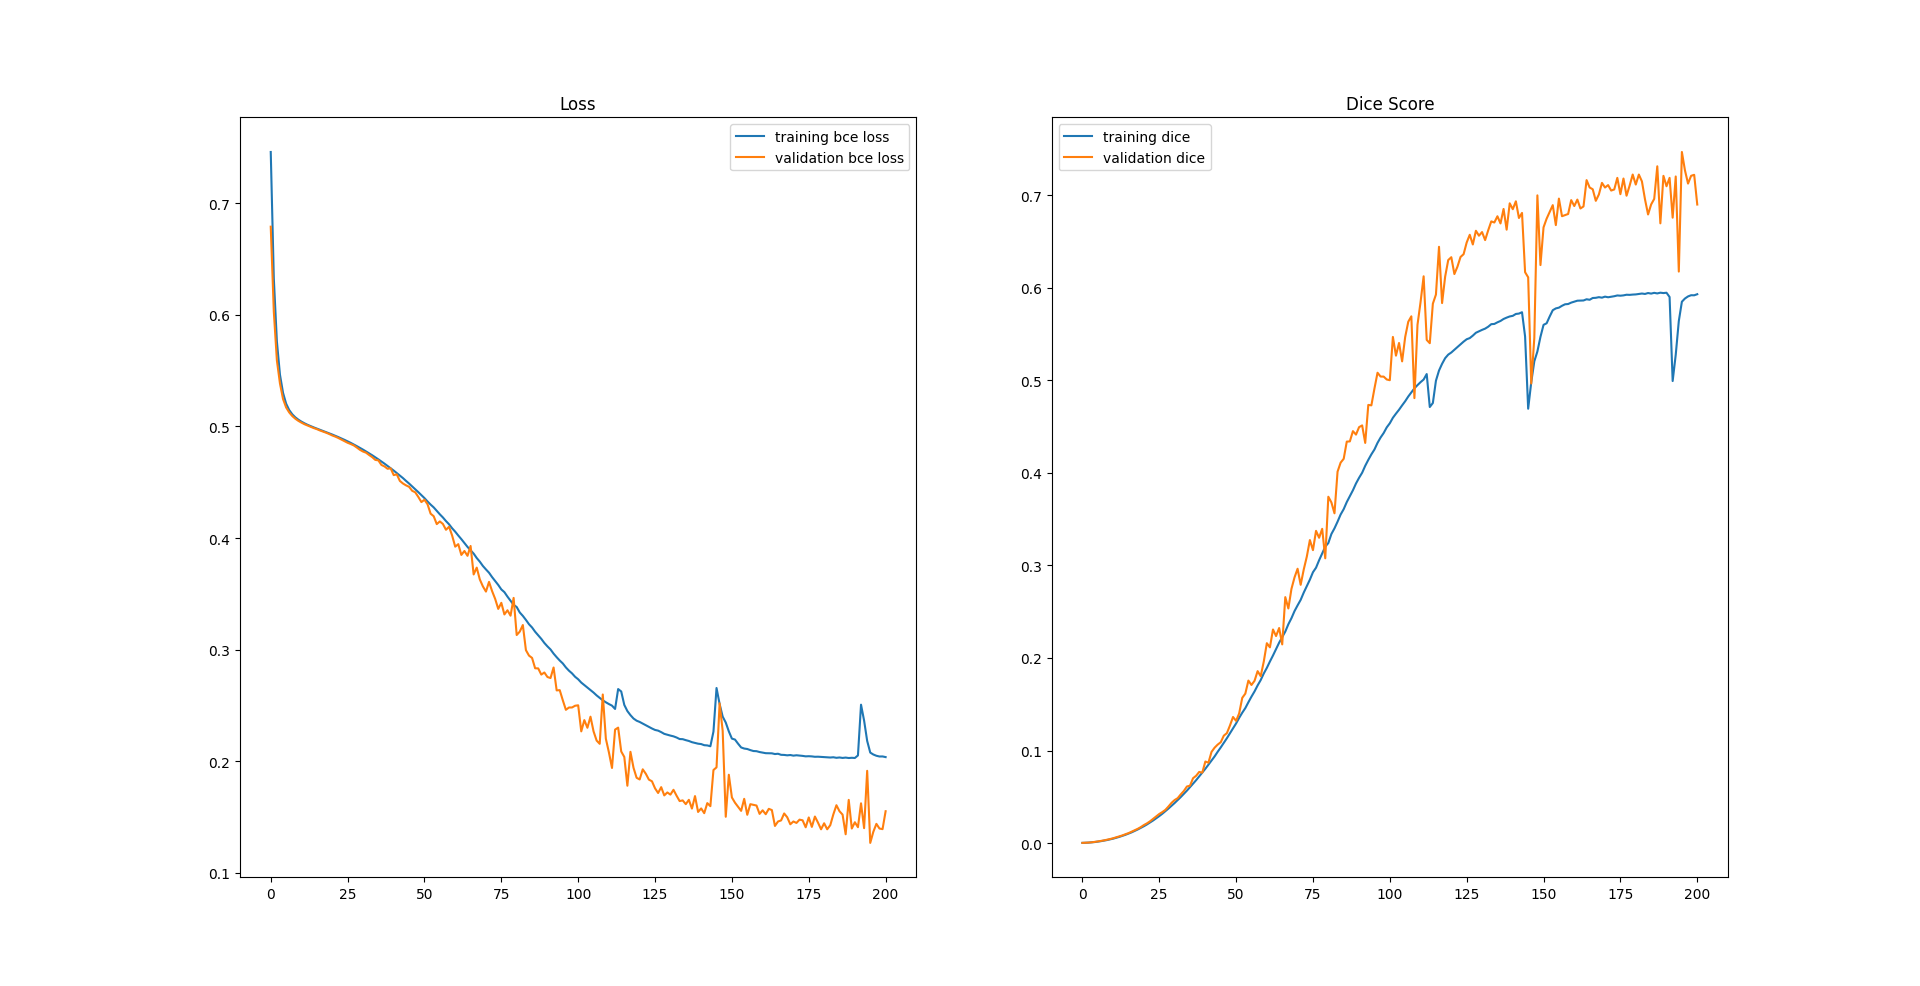 Loss
training bce loss
validation bce loss
0.7
0.6
0.5
0.4
0.3
0.2
0.1
0 25 50 75 100 125 150 175 200
Dice Score
training dice
validation dice
0.7
0.6
0.5
0.4
0.3
0.2
0.1
0.0
0 25 50 75 100 125 150 175 200